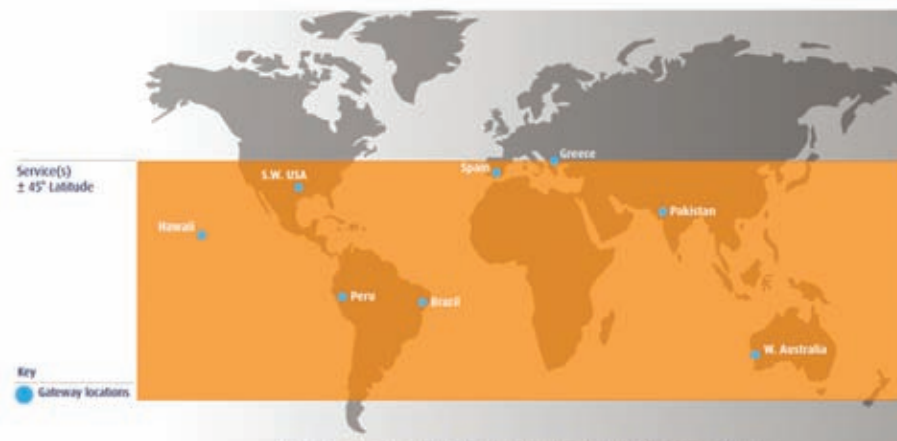 Service(s)
± 45° Latitude
Greece
Spain
S.W. USA
Pakistan
Hawaii
Peru
Brazil
W. Australia
Key
Gateway locations